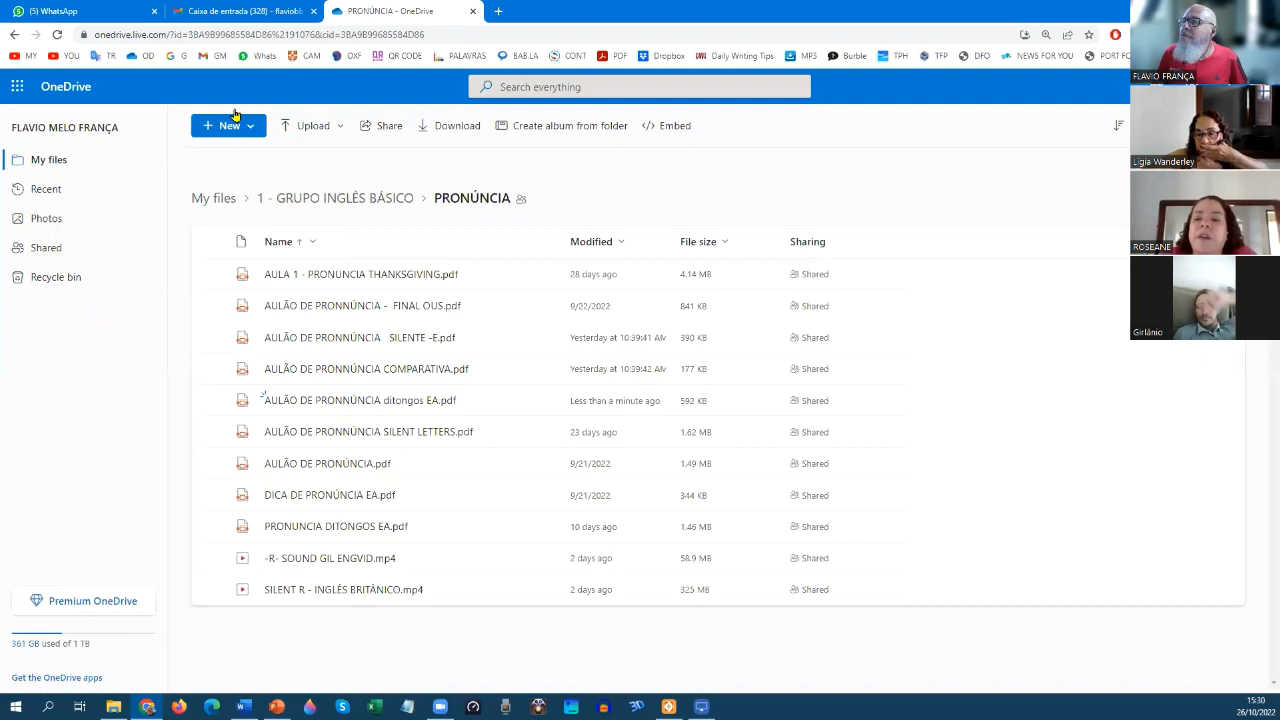 (5) WhatsApp
Caixa de entrada (328) - flaviobl
PRONÚNCIA - OneDrive
onedrive.live.com/?id=3BA9B99685584D86%2191076&cid=3BA9B99685584D86
MY
YOU
OD
TR
G
GM
Whats
CAM
OXF
QR CODE
PALAVRAS
BAB.LA
CONT
PDF
Dropbox
Daily Writing Tips
MP3
Burble
TPH
TFP
DFO
NEWS FOR YOU
PORT FO
OneDrive
Search everything
FLAVIO MELO FRANÇA
My files
Recent
Photos
Shared
Recycle bin
Premium OneDrive
361 GB used of 1 TB
Get the OneDrive apps
New
Upload
Share
Download
Create album from folder
Embed
My files > 1 - GRUPO INGLÊS BÁSICO > PRONÚNCIA
Name Modified File size Sharing
AULA 1 - PRONUNCIA THANKSGIVING.pdf 28 days ago 4.14 MB Shared
AULÃO DE PRONNÚNCIA - FINAL OUS.pdf 9/22/2022 841 KB Shared
AULÃO DE PRONNÚNCIA SILENTE -E.pdf Yesterday at 10:39:41 AM 390 KB Shared
AULÃO DE PRONNÚNCIA COMPARATIVA.pdf Yesterday at 10:39:42 AM 177 KB Shared
AULÃO DE PRONNÚNCIA ditongos EA.pdf Less than a minute ago 592 KB Shared
AULÃO DE PRONNÚNCIA SILENT LETTERS.pdf 23 days ago 1.62 MB Shared
AULÃO DE PRONÚNCIA.pdf 9/21/2022 1.49 MB Shared
DICA DE PRONÚNCIA EA.pdf 9/21/2022 344 KB Shared
PRONUNCIA DITONGOS EA.pdf 10 days ago 1.46 MB Shared
-R- SOUND GIL ENGVID.mp4 2 days ago 58.9 MB Shared
SILENT R - INGLÊS BRITÂNICO.mp4 2 days ago 325 MB Shared
FLAVIO FRANÇA
Lígia Wanderley
ROSEANE
Girlânio
15:30
26/10/2022